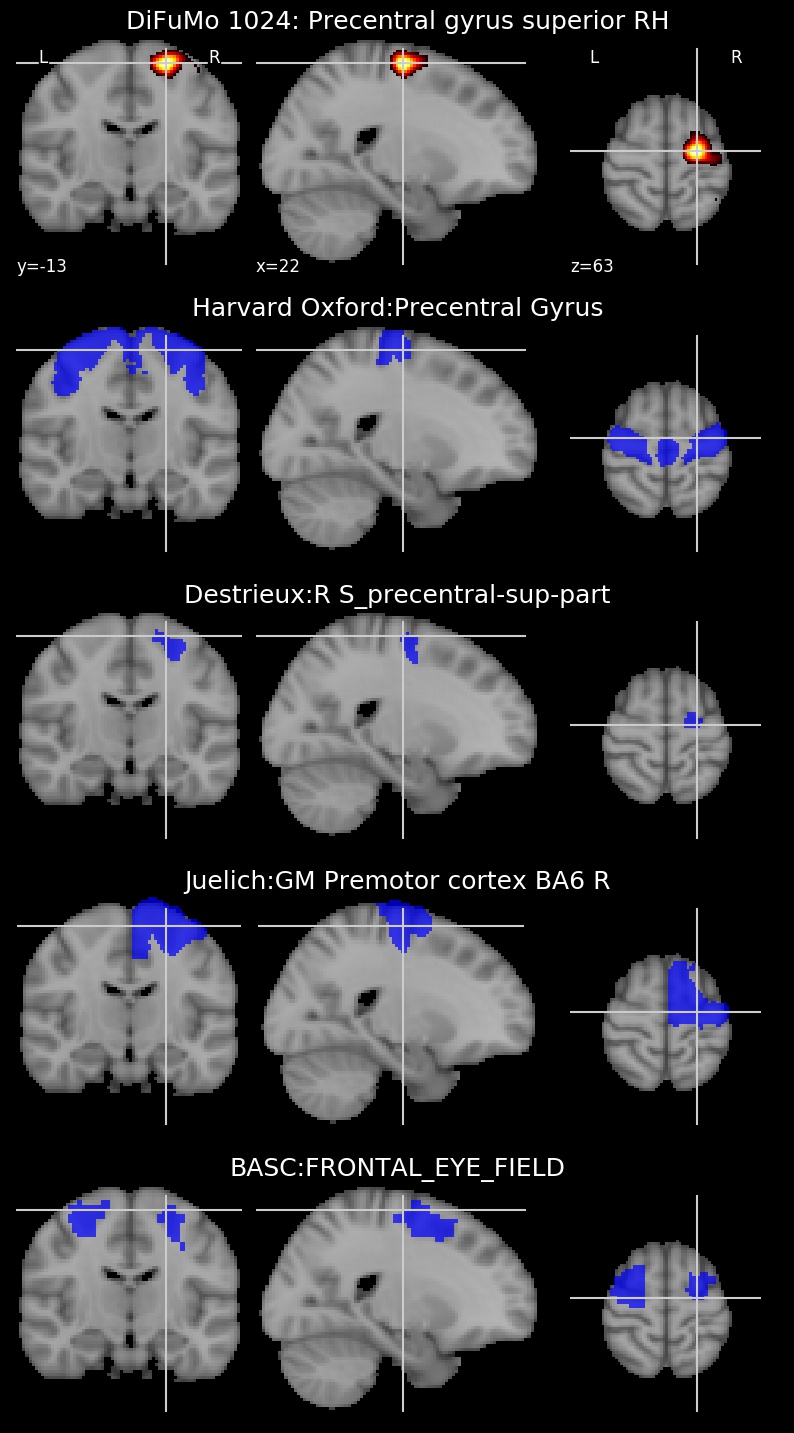 DiFuMo 1024: Precentral gyrus superior RH
L R L R
y=-13 x=22 z=63
Harvard Oxford:Precentral Gyrus
Destrieux:R S_precentral-sup-part
Juelich:GM Premotor cortex BA6 R
BASC:FRONTAL_EYE_FIELD